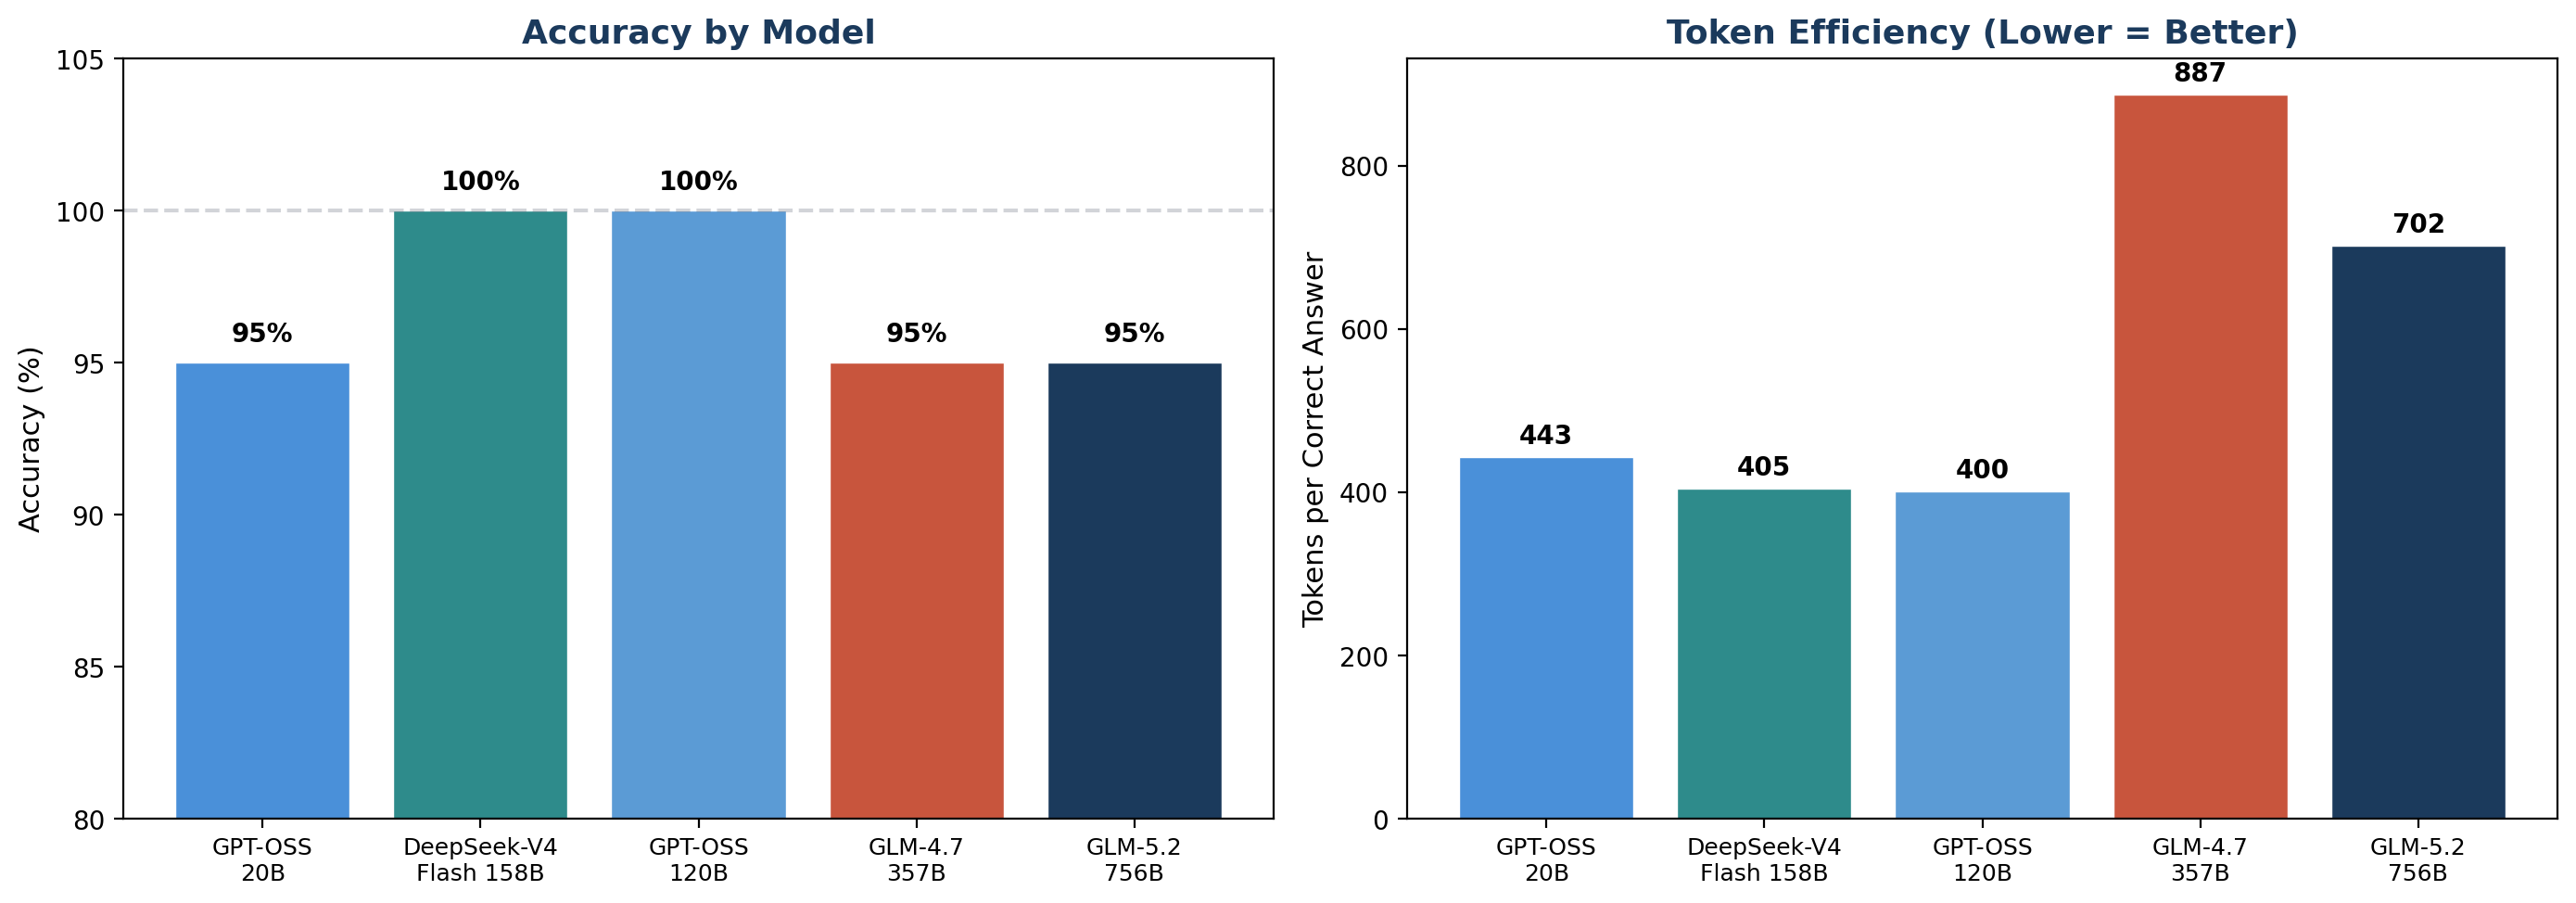 Accuracy by Model
Accuracy (%)
105
100
95
90
85
80
95%
100%
100%
95%
95%
GPT-OSS
20B
DeepSeek-V4
Flash 158B
GPT-OSS
120B
GLM-4.7
357B
GLM-5.2
756B
Token Efficiency (Lower = Better)
Tokens per Correct Answer
800
600
400
200
0
443
405
400
887
702
GPT-OSS
20B
DeepSeek-V4
Flash 158B
GPT-OSS
120B
GLM-4.7
357B
GLM-5.2
756B